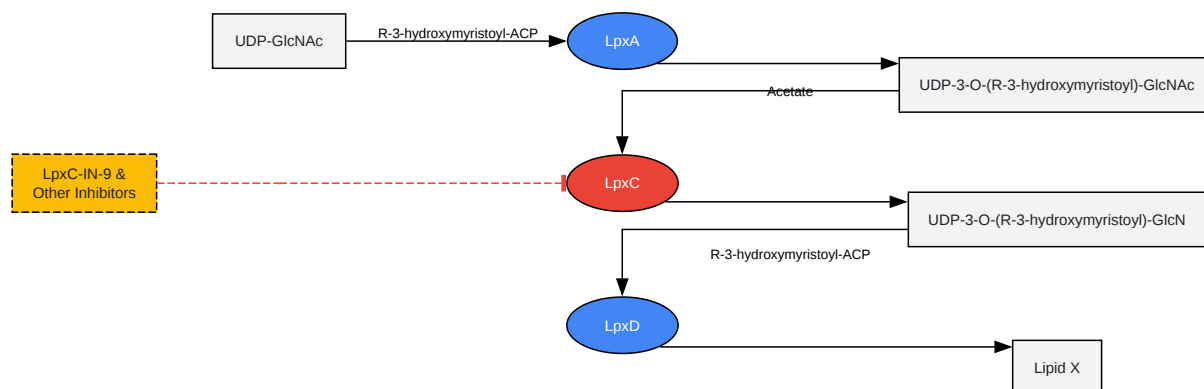 UDP-GlcNAc
R-3-hydroxymyristoyl-ACP
LpxA
UDP-3-O-(R-3-hydroxymyristoyl)-GlcNAc
Acetate
LpxC-IN-9 &
Other Inhibitors
LpxC
UDP-3-O-(R-3-hydroxymyristoyl)-GlcN
R-3-hydroxymyristoyl-ACP
LpxD
Lipid X